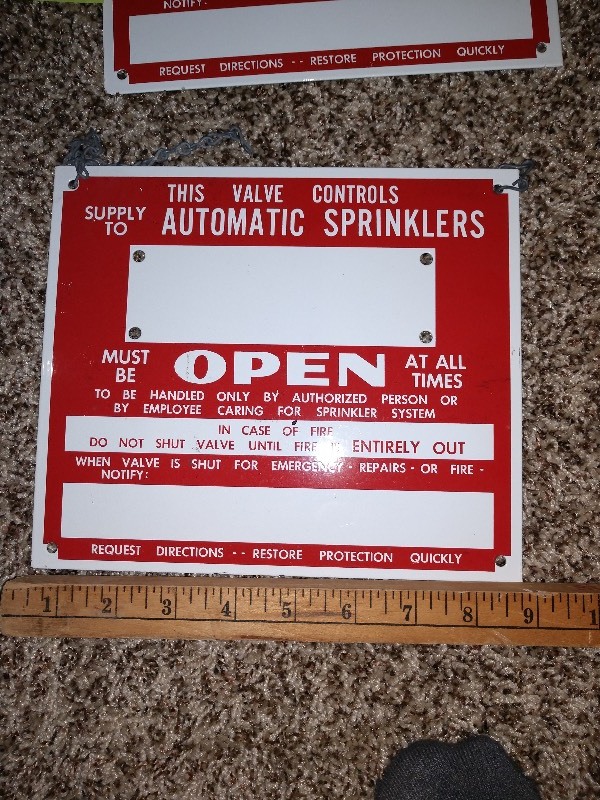 NOTIFY:
REQUEST DIRECTIONS -- RESTORE PROTECTION QUICKLY
THIS VALVE CONTROLS
SUPPLY TO AUTOMATIC SPRINKLERS
MUST BE OPEN AT ALL TIMES
TO BE HANDLED ONLY BY AUTHORIZED PERSON OR
BY EMPLOYEE CARING FOR SPRINKLER SYSTEM
IN CASE OF FIRE
DO NOT SHUT VALVE UNTIL FIRE IS ENTIRELY OUT
WHEN VALVE IS SHUT FOR EMERGENCY - REPAIRS - OR FIRE -
NOTIFY:
REQUEST DIRECTIONS -- RESTORE PROTECTION QUICKLY
1 2 3 4 5 6 7 8 9 1